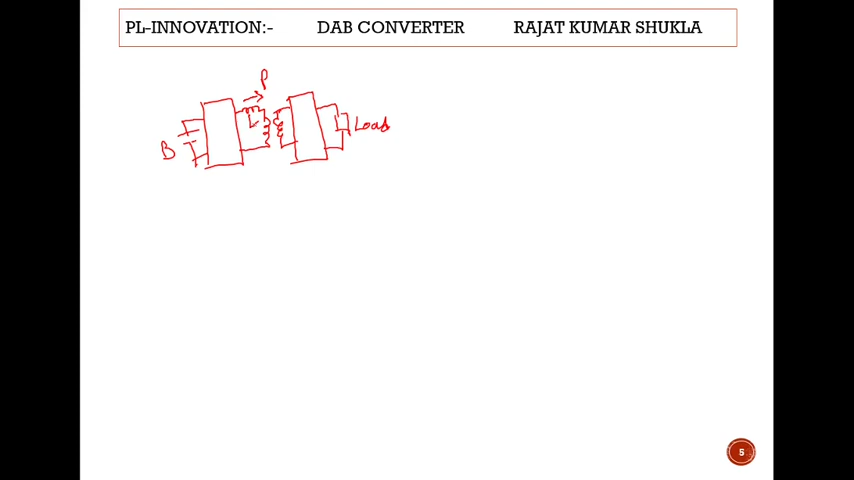 PL-INNOVATION:- DAB CONVERTER RAJAT KUMAR SHUKLA
P
L
Load
B
5